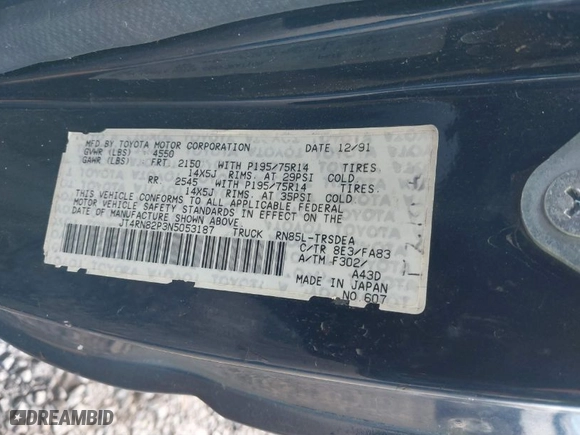 MFD BY TOYOTA MOTOR CORPORATION DATE 12/91
GVWR (LBS) 4550
GAWR (LBS) FRT. 2150 WITH P195/75R14 TIRES
14X5J RIMS. AT 29PSI COLD
RR. 2545 WITH P195/75R14 TIRES
14X5J RIMS. AT 35PSI COLD
THIS VEHICLE CONFORMS TO ALL APPLICABLE FEDERAL
MOTOR VEHICLE SAFETY STANDARDS IN EFFECT ON THE
DATE OF MANUFACTURE SHOWN ABOVE.
JT4RN82P3N5053187 TRUCK RN85L-TRSDEA
C/TR 8E3/FA83
A/TM F302/
A43D
MADE IN JAPAN
NO 607
DREAMBID